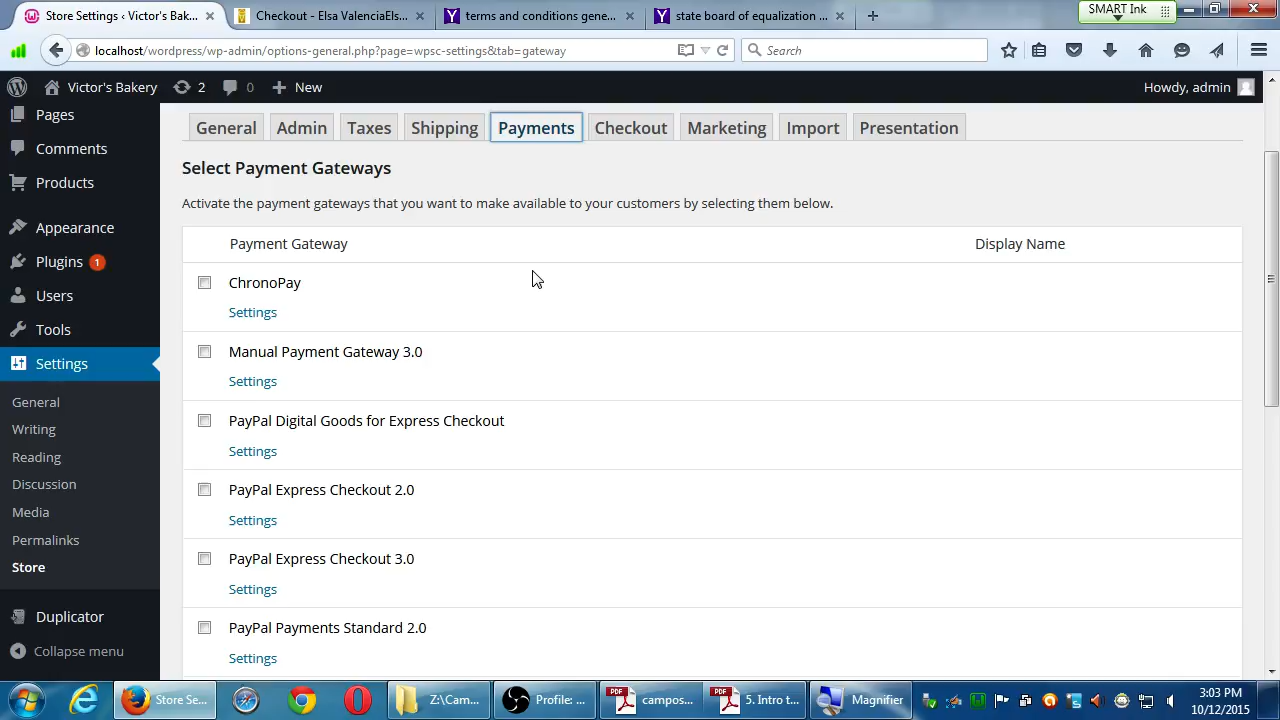 Store Settings ‹ Victor's Bak...
Checkout - Elsa ValenciaEls...
terms and conditions gene...
state board of equalization ...
SMART Ink
localhost/wordpress/wp-admin/options-general.php?page=wpsc-settings&tab=gateway
Search
Victor's Bakery
2
0
New
Howdy, admin
Pages
Comments
Products
Appearance
Plugins 1
Users
Tools
Settings
General
Writing
Reading
Discussion
Media
Permalinks
Store
Duplicator
Collapse menu
General
Admin
Taxes
Shipping
Payments
Checkout
Marketing
Import
Presentation
Select Payment Gateways
Activate the payment gateways that you want to make available to your customers by selecting them below.
Payment Gateway
Display Name
ChronoPay
Settings
Manual Payment Gateway 3.0
Settings
PayPal Digital Goods for Express Checkout
Settings
PayPal Express Checkout 2.0
Settings
PayPal Express Checkout 3.0
Settings
PayPal Payments Standard 2.0
Settings
Store Se...
Z:\Cam...
Profile: ...
PDF
campos...
PDF
5. Intro t...
Magnifier
3:03 PM
10/12/2015